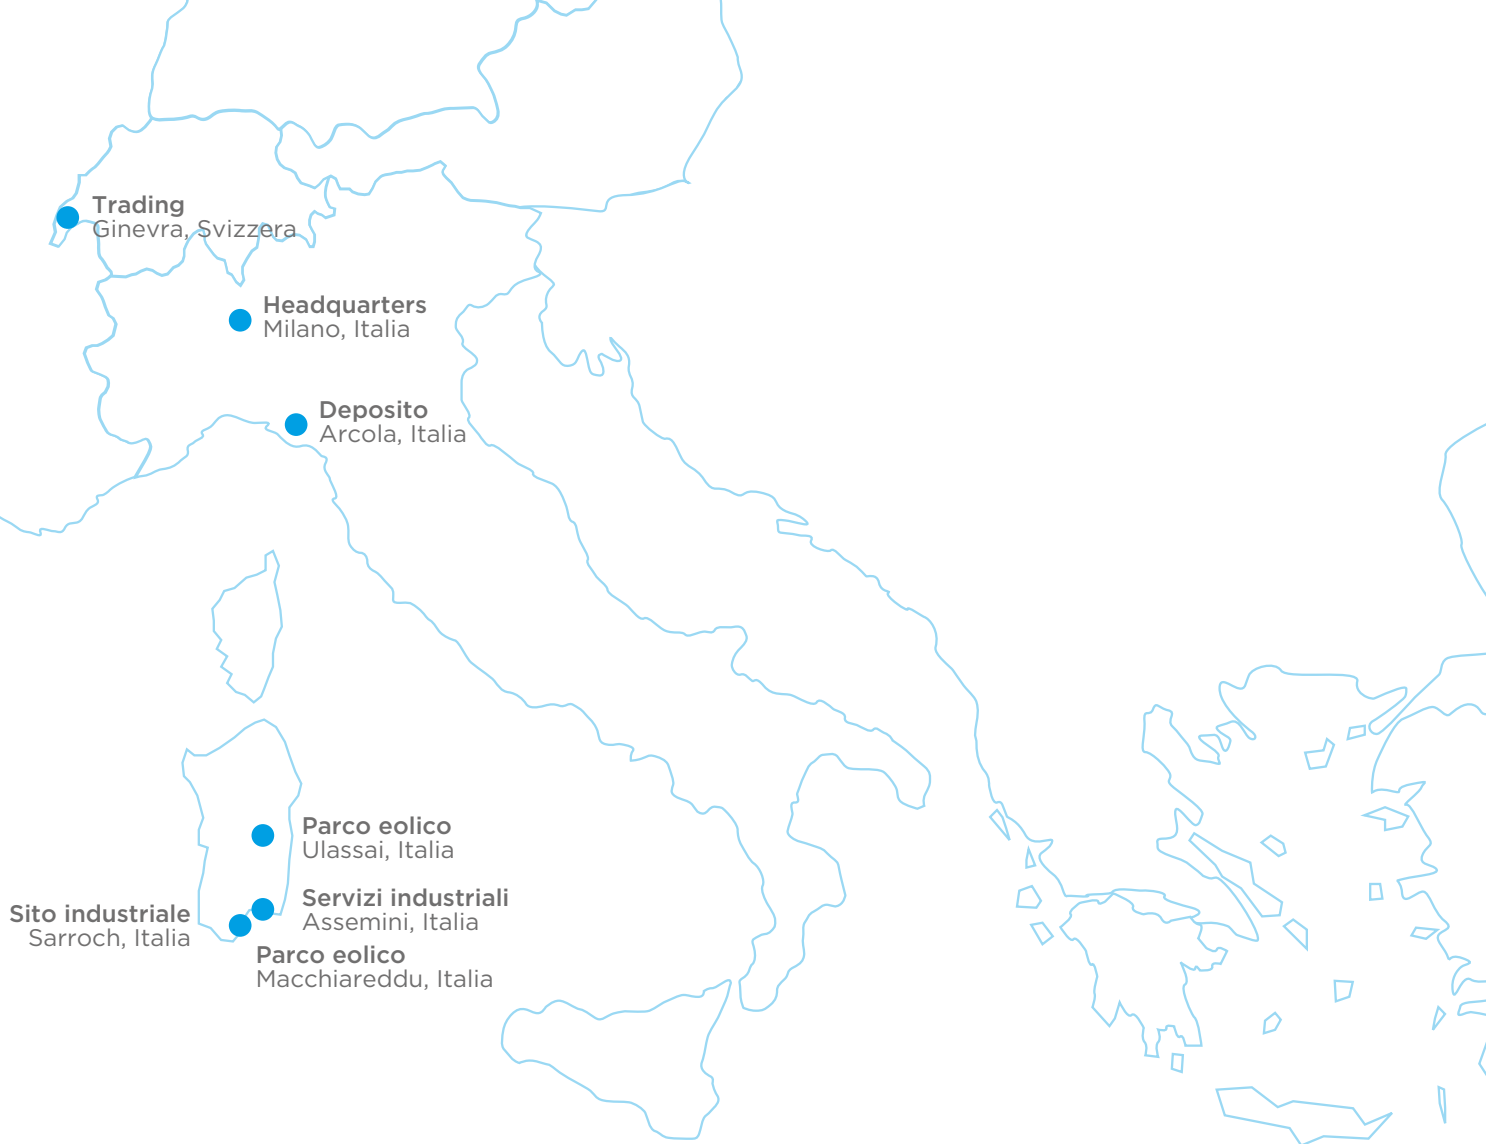 Trading
Ginevra, Svizzera
Headquarters
Milano, Italia
Deposito
Arcola, Italia
Parco eolico
Ulassai, Italia
Servizi industriali
Assemini, Italia
Sito industriale
Sarroch, Italia
Parco eolico
Macchiareddu, Italia